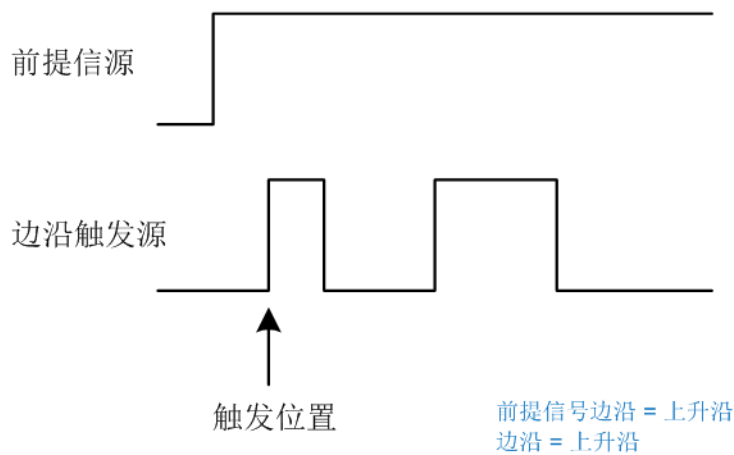 前提信源
边沿触发源
触发位置
前提信号边沿 = 上升沿
边沿 = 上升沿